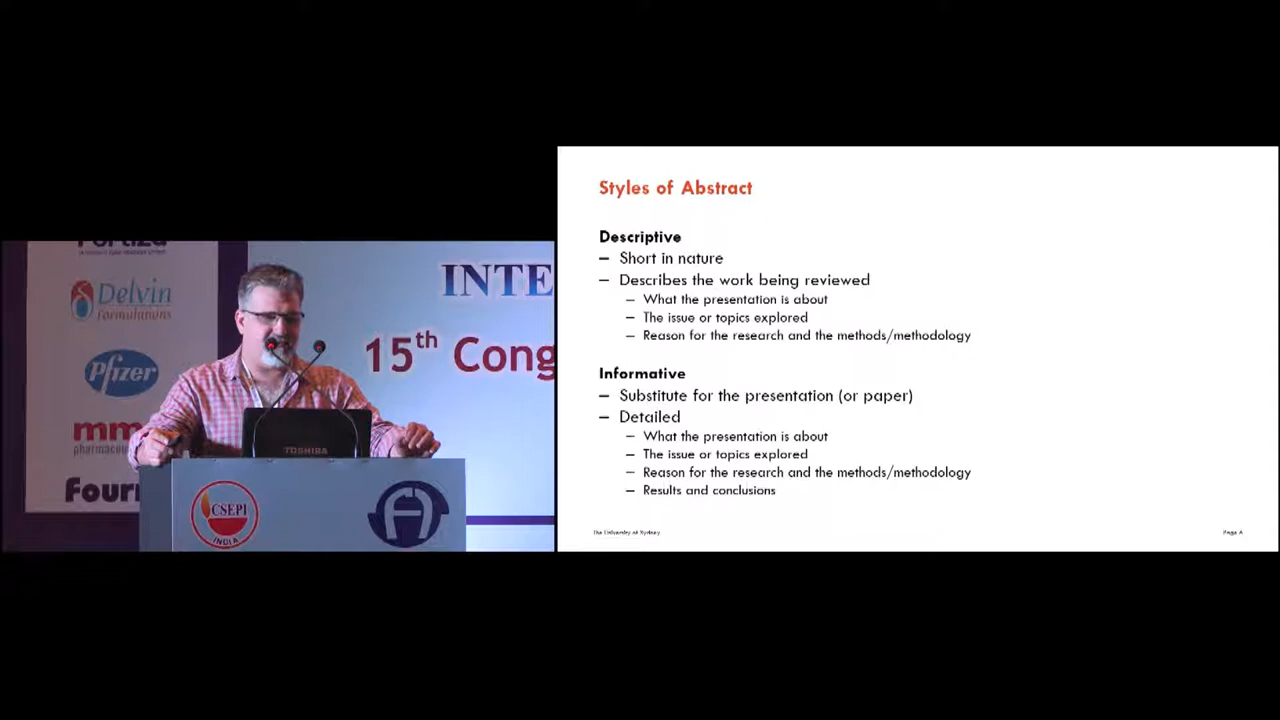 Delvin
Formulations
Pfizer
mm
pharmaceu
Fourr
INTE
15th Cong
TOSHIBA
CSEPI
INDIA
Styles of Abstract
Descriptive
– Short in nature
– Describes the work being reviewed
– What the presentation is about
– The issue or topics explored
– Reason for the research and the methods/methodology
Informative
– Substitute for the presentation (or paper)
– Detailed
– What the presentation is about
– The issue or topics explored
– Reason for the research and the methods/methodology
– Results and conclusions
The University of Sydney
Page